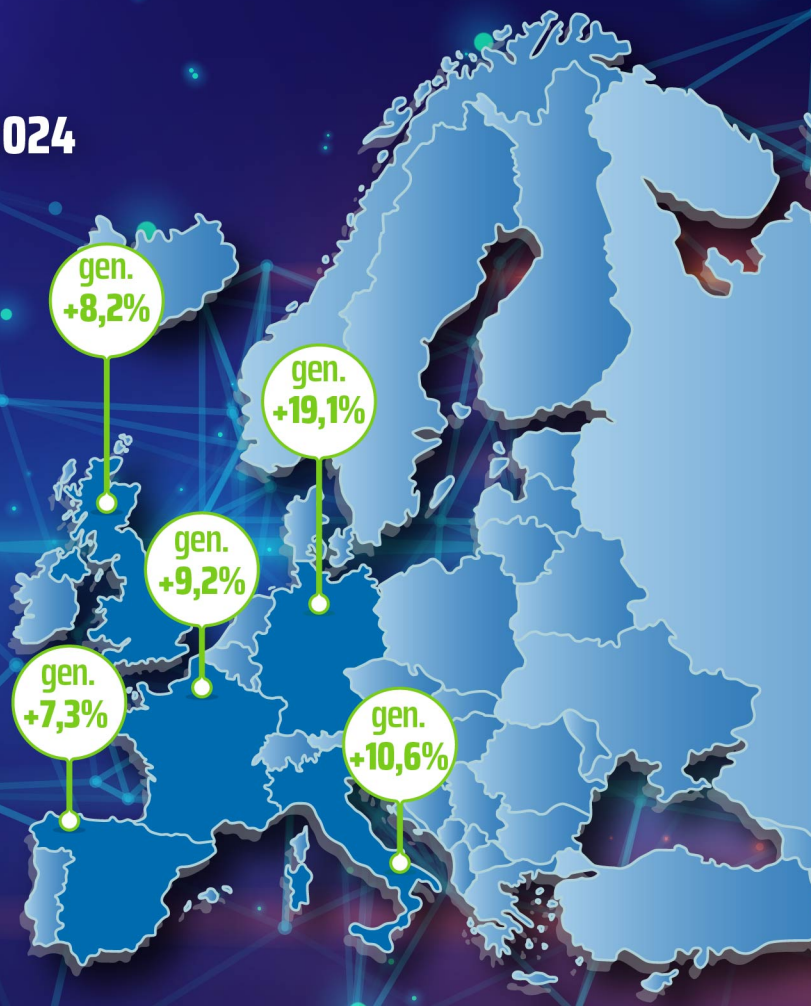 024
gen.
+8,2%
gen.
+19,1%
gen.
+9,2%
gen.
+7,3%
gen.
+10,6%